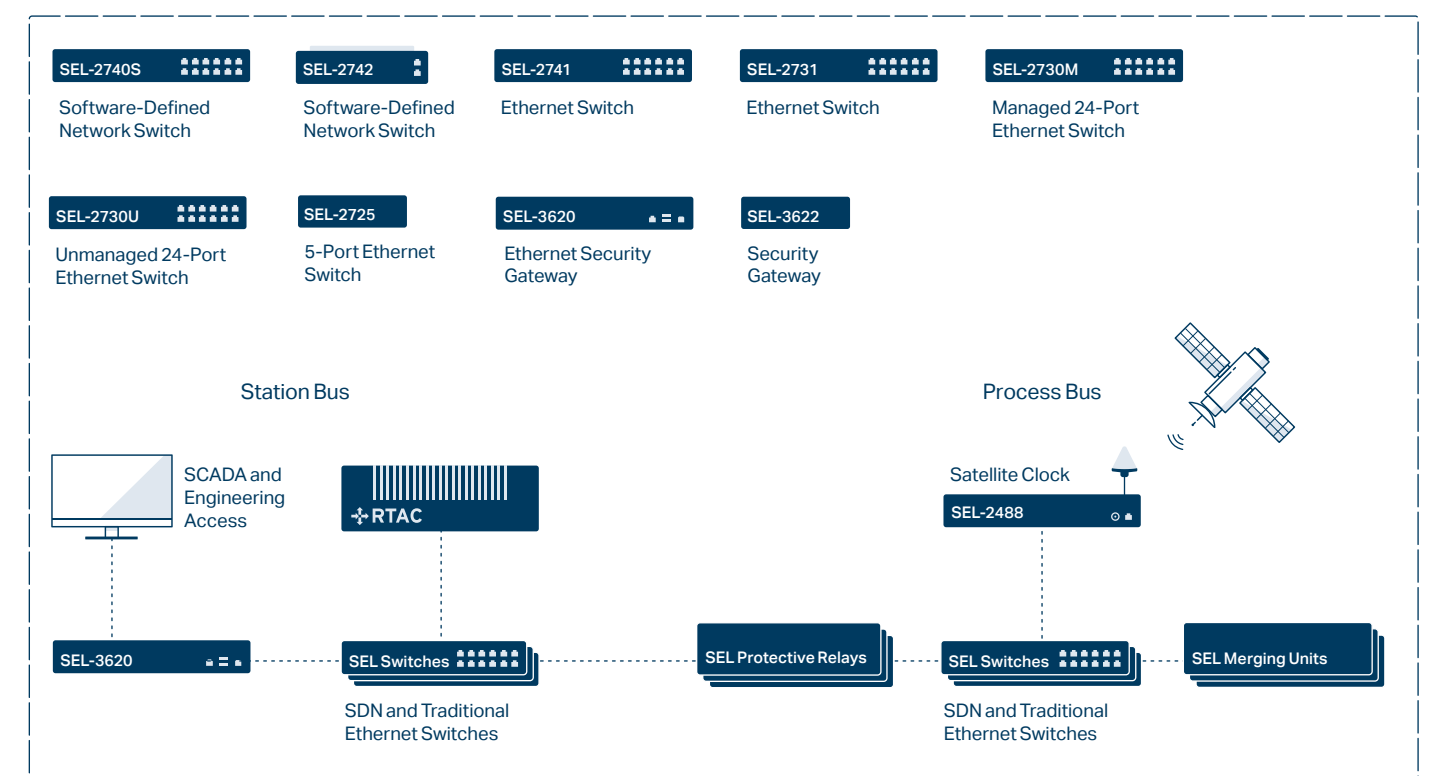 SEL-2740S
Software-Defined
Network Switch
SEL-2742
Software-Defined
Network Switch
SEL-2741
Ethernet Switch
SEL-2731
Ethernet Switch
SEL-2730M
Managed 24-Port
Ethernet Switch
SEL-2730U
Unmanaged 24-Port
Ethernet Switch
SEL-2725
5-Port Ethernet
Switch
SEL-3620
Ethernet Security
Gateway
SEL-3622
Security
Gateway
Station Bus
Process Bus
SCADA and
Engineering
Access
RTAC
Satellite Clock
SEL-2488
SEL-3620
SEL Switches
SDN and Traditional
Ethernet Switches
SEL Protective Relays
SEL Switches
SDN and Traditional
Ethernet Switches
SEL Merging Units